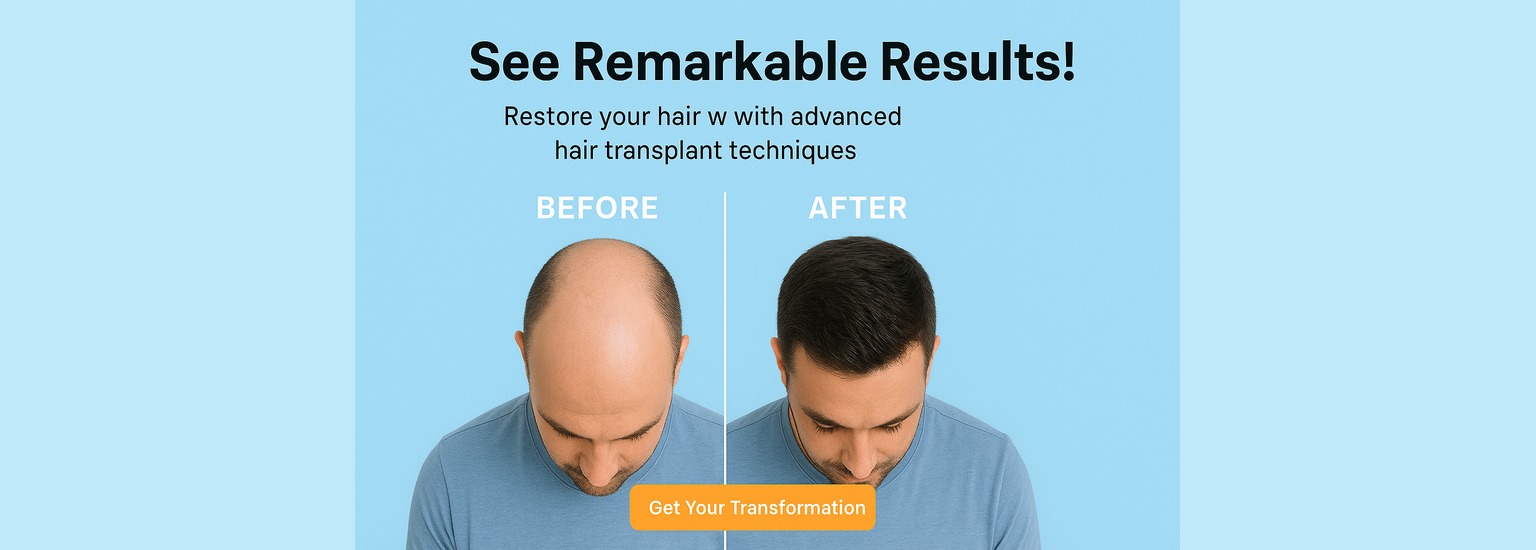 See Remarkable Results!
Restore your hair w with advanced
hair transplant techniques
BEFORE
AFTER
Get Your Transformation